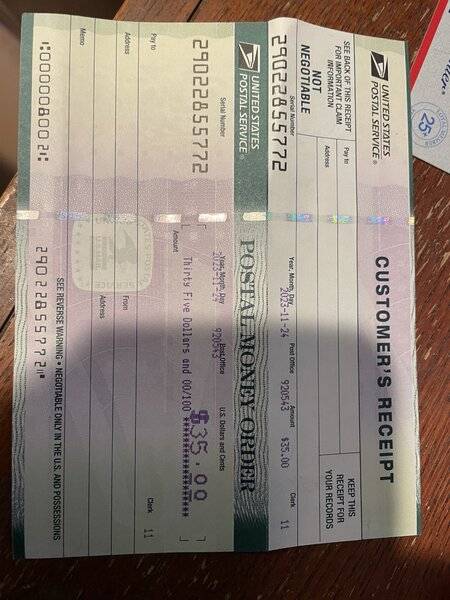 UNITED STATES
POSTAL SERVICE®
CUSTOMER'S RECEIPT
SEE BACK OF THIS RECEIPT
FOR IMPORTANT CLAIM
INFORMATION
Pay to
KEEP THIS
RECEIPT FOR
YOUR RECORDS
Address
NOT
NEGOTIABLE
Serial Number
Year, Month, Day
Post Office
Amount
Clerk
29022855772
2023-11-24
920543
$35.00
11
UNITED STATES
POSTAL SERVICE®
POSTAL MONEY ORDER
Serial Number
Year, Month, Day
Post Office
U.S. Dollars and Cents
29022855772
2023-11-24
920543
$35.00
Amount
Thirty Five Dollars and 00/100
Pay to
Clerk
11
Address
From
Address
Memo
SEE REVERSE WARNING • NEGOTIABLE ONLY IN THE U.S. AND POSSESSIONS
⑆000000800 2⑆
29022855772⑈
25¢